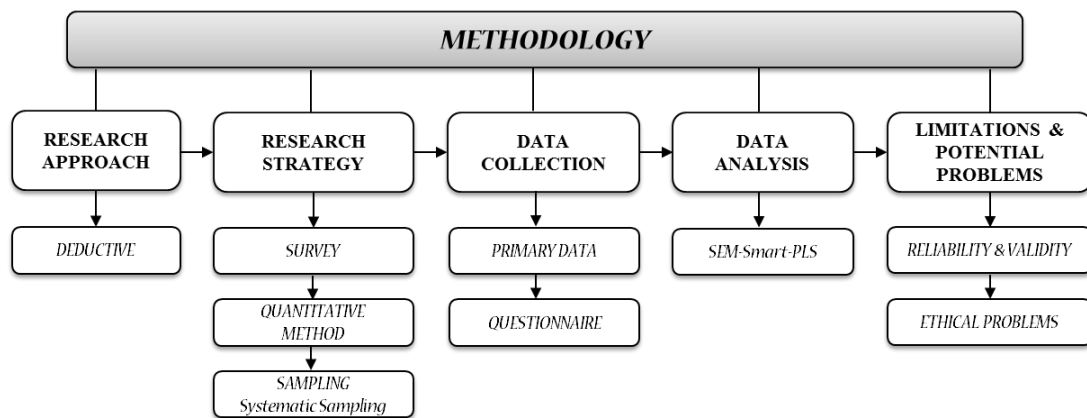 METHODOLOGY
RESEARCH
APPROACH
DEDUCTIVE
RESEARCH
STRATEGY
SURVEY
QUANTITATIVE
METHOD
SAMPLING
Systematic Sampling
DATA
COLLECTION
PRIMARY DATA
QUESTIONNAIRE
DATA
ANALYSIS
SEM-Smart-PLS
LIMITATIONS &
POTENTIAL
PROBLEMS
RELIABILITY & VALIDITY
ETHICAL PROBLEMS